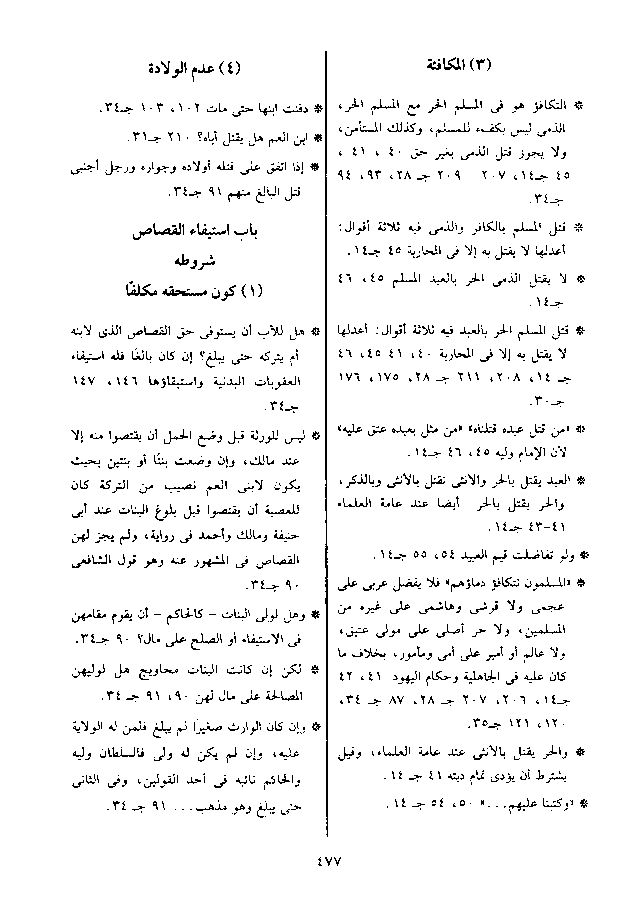 (٣) المكافئة
* التكافؤ هو فى المسلم الحر مع المسلم الحر،
الذمى ليس بكفء للمسلم، وكذلك المستأمن،
ولا يجوز قتل الذمى بغير حق ٤٠ ، ٤١ ،
٤٥ جـ١٤، ٢٠٧ ٢٠٩ جـ ٢٨، ٩٣، ٩٤
جـ٣٤.
* قتل المسلم بالكافر والذمى فيه ثلاثة أقوال:
أعدلها لا يقتل به إلا فى المحاربة ٤٥ جـ١٤.
* لا يقتل الذمى الحر بالعبد المسلم ٤٥، ٤٦
جـ١٤.
* قتل المسلم الحر بالعبد فيه ثلاثة أقوال: أعدلها
لا يقتل به إلا فى المحاربة ٤٠، ٤١ ٤٥، ٤٦
جـ ١٤، ٢٠٨، ٢١١ جـ ٢٨، ١٧٥، ١٧٦
جـ٣٠.
* «من قتل عبده قتلناه» «من مثل بعبده عتق عليه»
لأن الإمام وليه ٤٥، ٤٦ جـ١٤.
* العبد يقتل بالحر والأنثى تقتل بالأنثى وبالذكر،
والحر يقتل بالحر أيضا عند عامة العلماء
٤١-٤٣ جـ١٤.
* ولو تفاضلت قيم العبيد ٥٤، ٥٥ جـ١٤.
* «المسلمون تتكافؤ دماؤهم» فلا يفضل عربى على
عجمى ولا قرشى وهاشمى على غيره من
المسلمين، ولا حر أصلى على مولى عتيق،
ولا عالم أو أمير على أمى ومأمور، بخلاف ما
كان عليه فى الجاهلية وحكام اليهود ٤١، ٤٢
جـ١٤، ٢٠٦، ٢٠٧ جـ ٢٨، ٨٧ جـ ٣٤،
١٢٠، ١٢١ جـ٣٥.
* والحر يقتل بالأنثى عند عامة العلماء، وقيل
يشترط أن يؤدى تمام ديته ٤١ جـ ١٤.
* «وكتبنا عليهم...» ٥٠، ٥٤ جـ ١٤.
(٤) عدم الولادة
* دفنت ابنها حتى مات ١٠٢، ١٠٣ جـ٣٤.
* ابن العم هل يقتل أباه؟ ٢١٠ جـ٣١.
* إذا اتفق على قتله أولاده وجواره ورجل أجنبى
قتل البالغ منهم ٩١ جـ٣٤.
باب استيفاء القصاص
شروطه
(١) كون مستحقه مكلفًا
* هل للأب أن يستوفى حق القصاص الذى لابنه
أم يتركه حتى يبلغ؟ إن كان بالغًا فله استيفاء
العقوبات البدنية واستبقاؤها ١٤٦، ١٤٧
جـ٣٤.
* ليس للورثة قبل وضع الحمل أن يقتصوا منه إلا
عند مالك، وإن وضعت بنتًا أو بنتين بحيث
يكون لابنى العم نصيب من التركة كان
للعصبة أن يقتصوا قبل بلوغ البنات عند أبى
حنيفة ومالك وأحمد فى رواية، ولم يجز لهن
القصاص فى المشهور عنه وهو قول الشافعى
٩٠ جـ٣٤.
* وهل لولى البنات - كالحاكم - أن يقوم مقامهن
فى الاستيفاء أو الصلح على مال؟ ٩٠ جـ٣٤.
* لكن إن كانت البنات محاويج هل لوليهن
المصالحة على مال لهن ٩٠، ٩١ جـ ٣٤.
* وإن كان الوارث صغيرًا لم يبلغ فلمن له الولاية
عليه، وإن لم يكن له ولى فالسلطان وليه
والحاكم نائبه فى أحد القولين، وفى الثانى
حتى يبلغ وهو مذهب... ٩١ جـ ٣٤.
٤٧٧